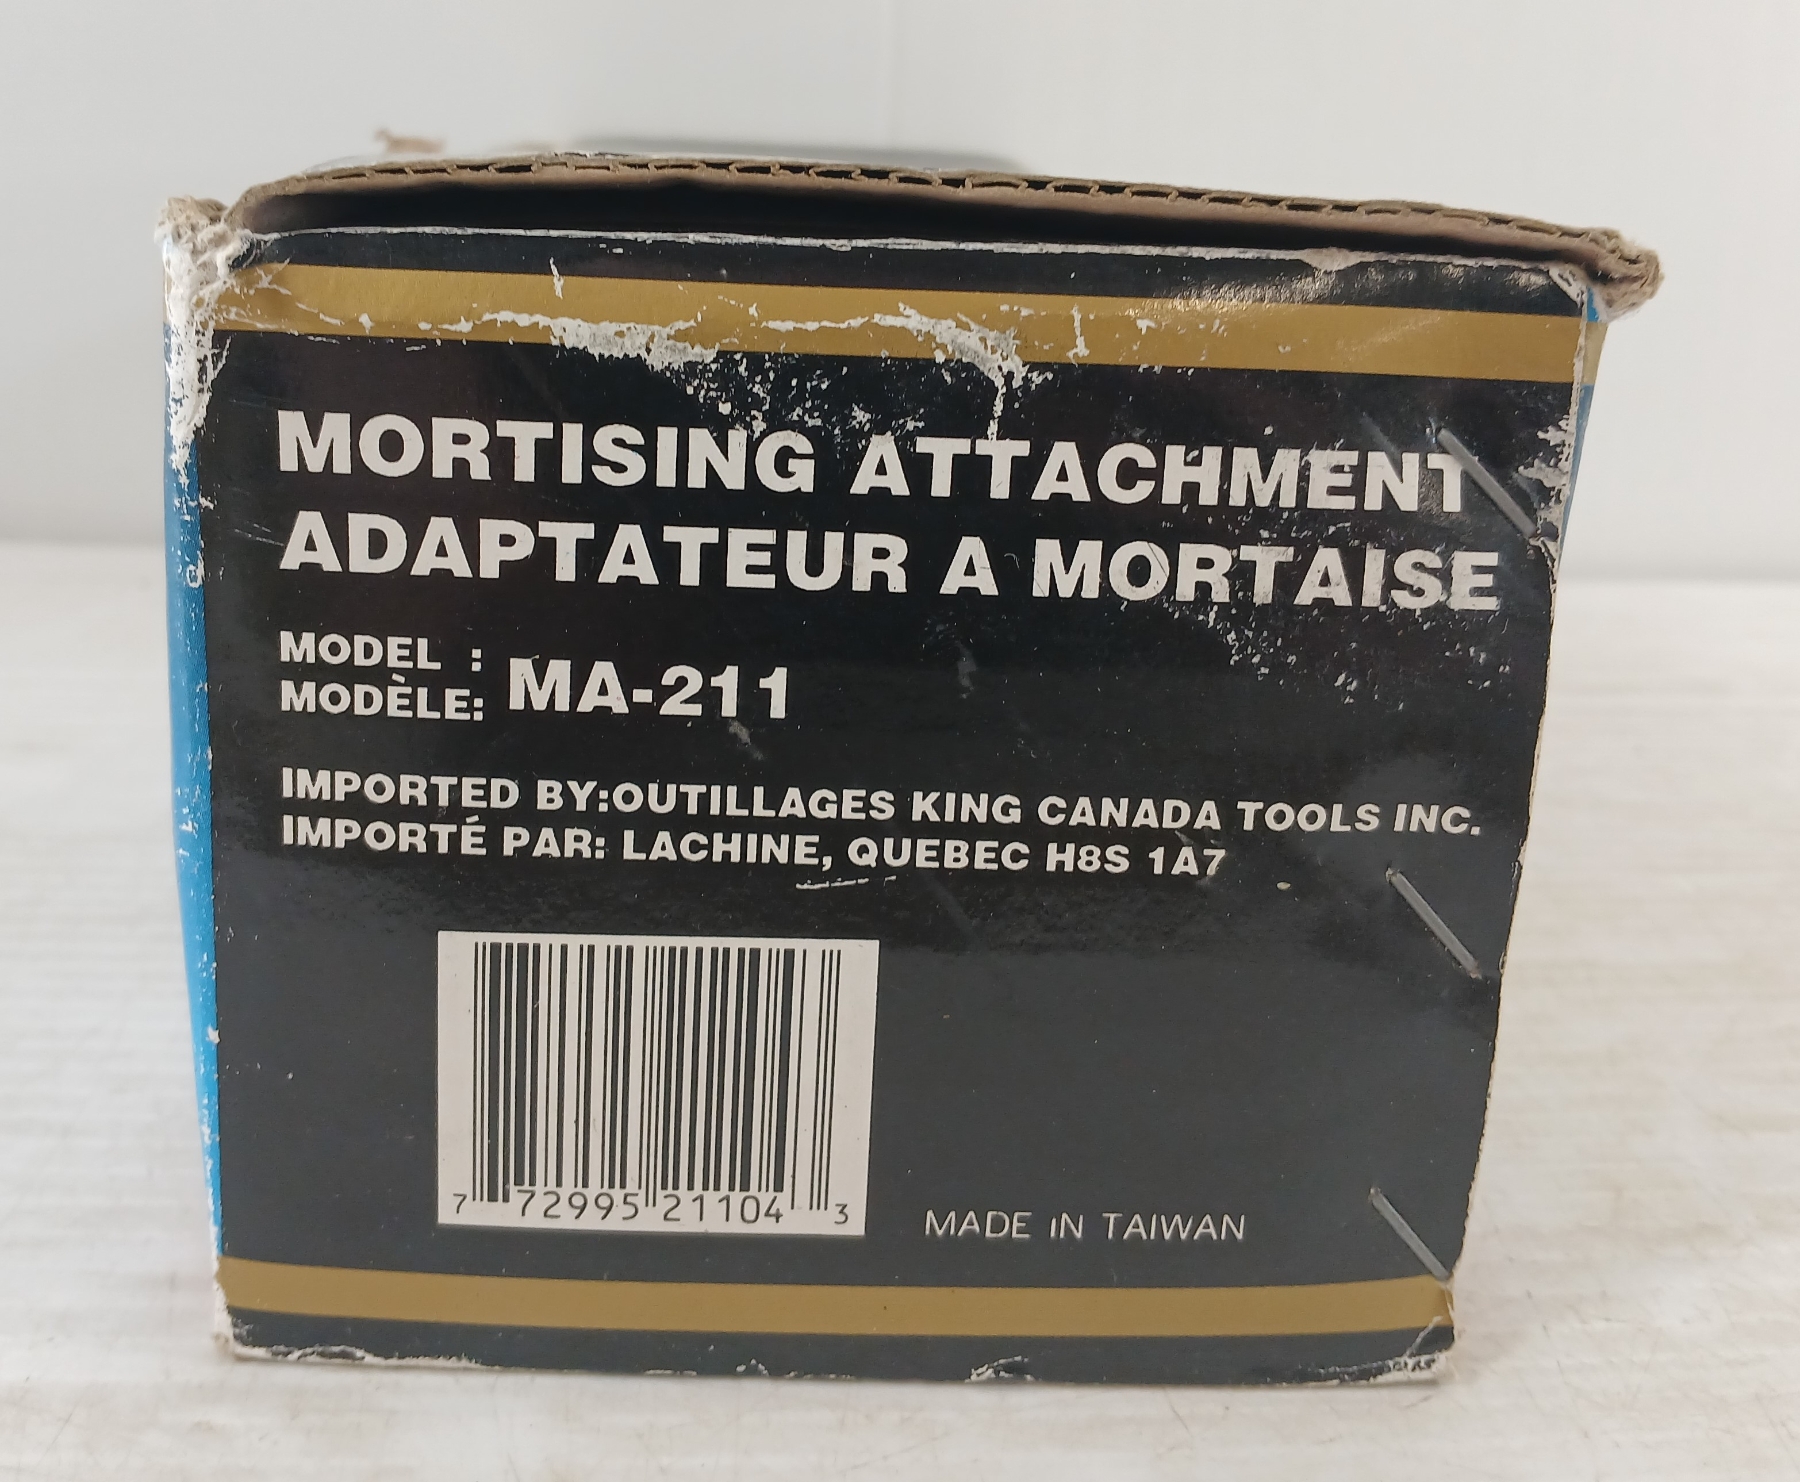 MORTISING ATTACHMENT
ADAPTATEUR A MORTAISE
MODEL :
MODÈLE: MA-211
IMPORTED BY:OUTILLAGES KING CANADA TOOLS INC.
IMPORTÉ PAR: LACHINE, QUEBEC H8S 1A7
7 72995 21104 3
MADE IN TAIWAN